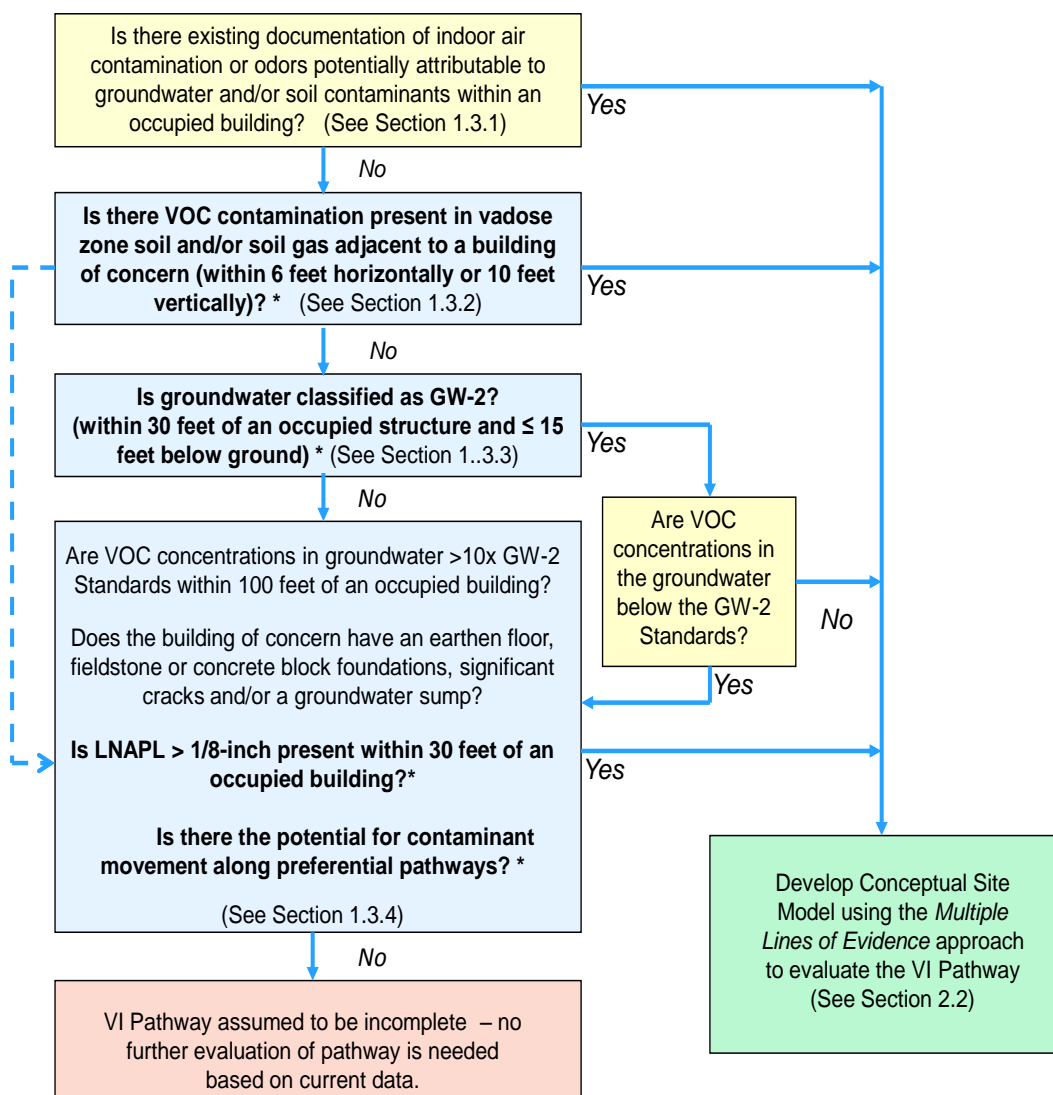 Is there existing documentation of indoor air
contamination or odors potentially attributable to
groundwater and/or soil contaminants within an
occupied building? (See Section 1.3.1)
Yes
No
Is there VOC contamination present in vadose
zone soil and/or soil gas adjacent to a building
of concern (within 6 feet horizontally or 10 feet
vertically)? * (See Section 1.3.2)
Yes
No
Is groundwater classified as GW-2?
(within 30 feet of an occupied structure and ≤ 15
feet below ground) * (See Section 1..3.3)
Yes
No
Are VOC
concentrations in
the groundwater
below the GW-2
Standards?
No
Yes
Are VOC concentrations in groundwater >10x GW-2
Standards within 100 feet of an occupied building?
Does the building of concern have an earthen floor,
fieldstone or concrete block foundations, significant
cracks and/or a groundwater sump?
Is LNAPL > 1/8-inch present within 30 feet of an
occupied building?*
Is there the potential for contaminant
movement along preferential pathways? *
(See Section 1.3.4)
Yes
No
Develop Conceptual Site
Model using the Multiple
Lines of Evidence approach
to evaluate the VI Pathway
(See Section 2.2)
VI Pathway assumed to be incomplete – no
further evaluation of pathway is needed
based on current data.